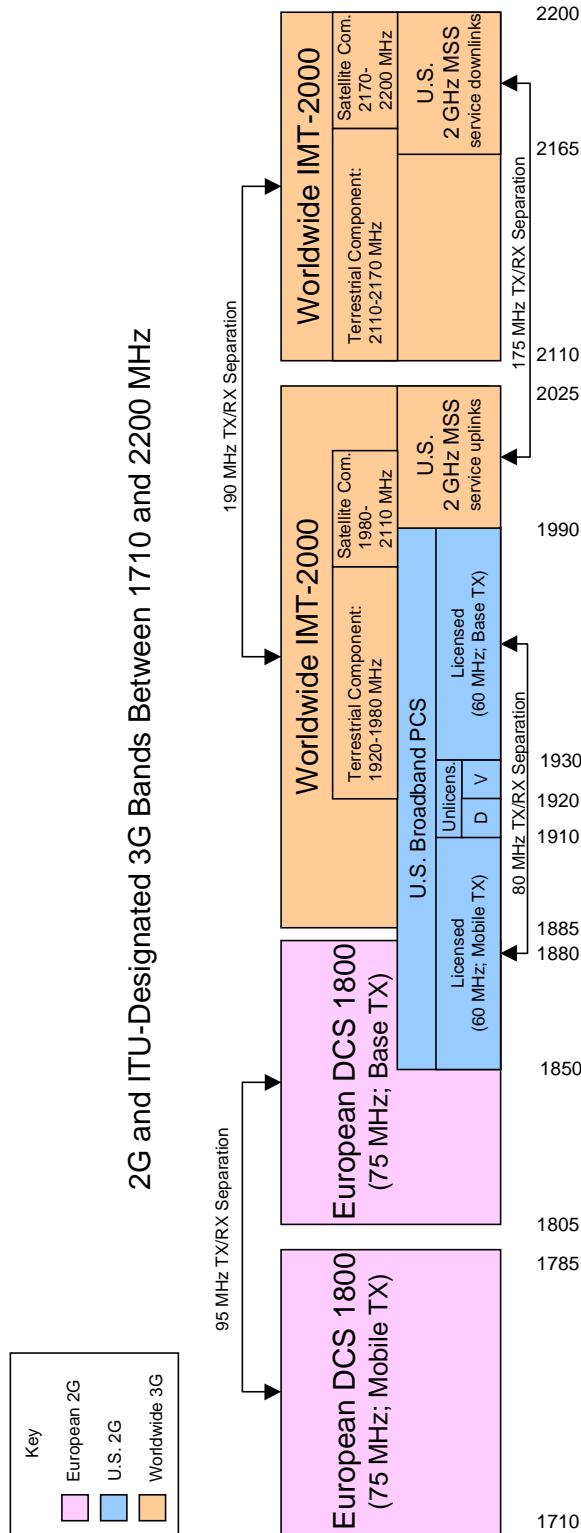 2G and ITU-Designated 3G Bands Between 1710 and 2200 MHz
Key
European 2G
U.S. 2G
Worldwide 3G
95 MHz TX/RX Separation
190 MHz TX/RX Separation
European DCS 1800
(75 MHz; Mobile TX)
European DCS 1800
(75 MHz; Base TX)
Worldwide IMT-2000
Terrestrial Component:
1920-1980 MHz
Satellite Com.
1980-
2110 MHz
Worldwide IMT-2000
Terrestrial Component:
2110-2170 MHz
Satellite Com.
2170-
2200 MHz
U.S. Broadband PCS
Licensed
(60 MHz; Mobile TX)
Unlicens.
D
V
Licensed
(60 MHz; Base TX)
U.S.
2 GHz MSS
service uplinks
U.S.
2 GHz MSS
service downlinks
80 MHz TX/RX Separation
175 MHz TX/RX Separation
1710
1785
1805
1850
1880
1885
1910
1920
1930
1990
2025
2110
2165
2200